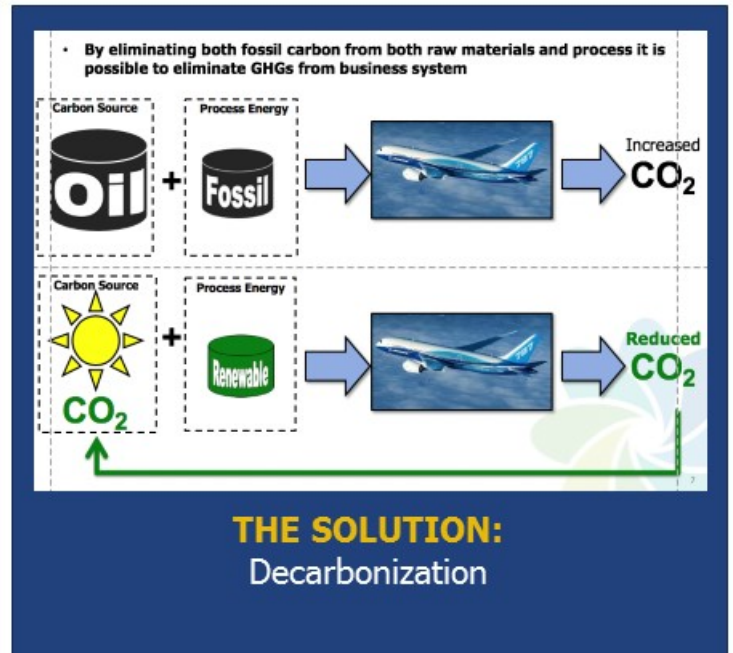 • By eliminating both fossil carbon from both raw materials and process it is
possible to eliminate GHGs from business system
Carbon Source
Process Energy
Oil
+
Fossil
787
Increased
CO₂
Carbon Source
Process Energy
CO₂
+
Renewable
787
Reduced
CO₂
7
THE SOLUTION:
Decarbonization